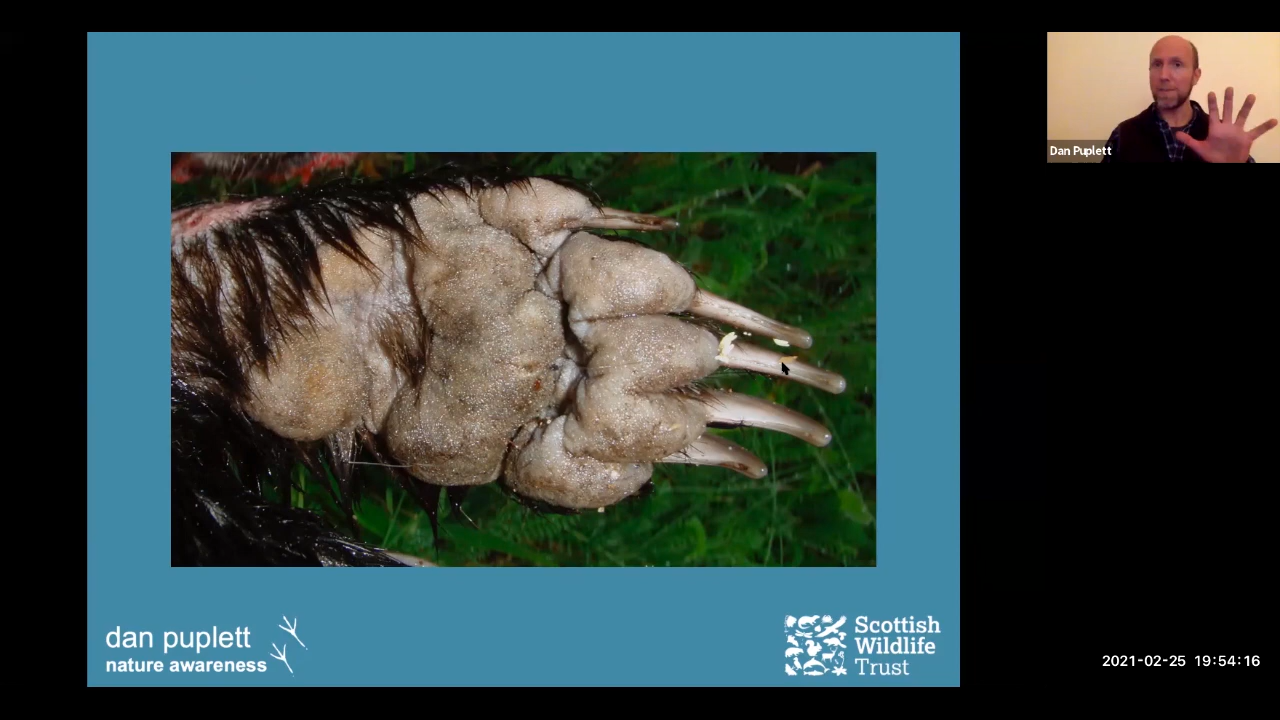 Dan Puplett
dan puplett
nature awareness
Scottish
Wildlife
Trust
2021-02-25 19:54:16